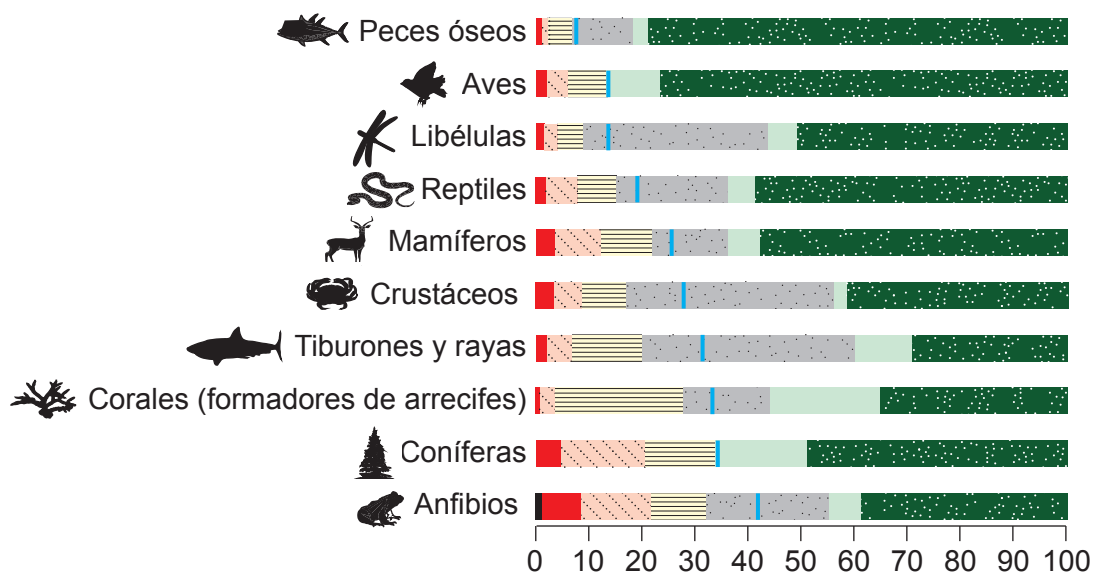 Peces óseos
Aves
Libélulas
Reptiles
Mamíferos
Crustáceos
Tiburones y rayas
Corales (formadores de arrecifes)
Coníferas
Anfibios
0 10 20 30 40 50 60 70 80 90 100